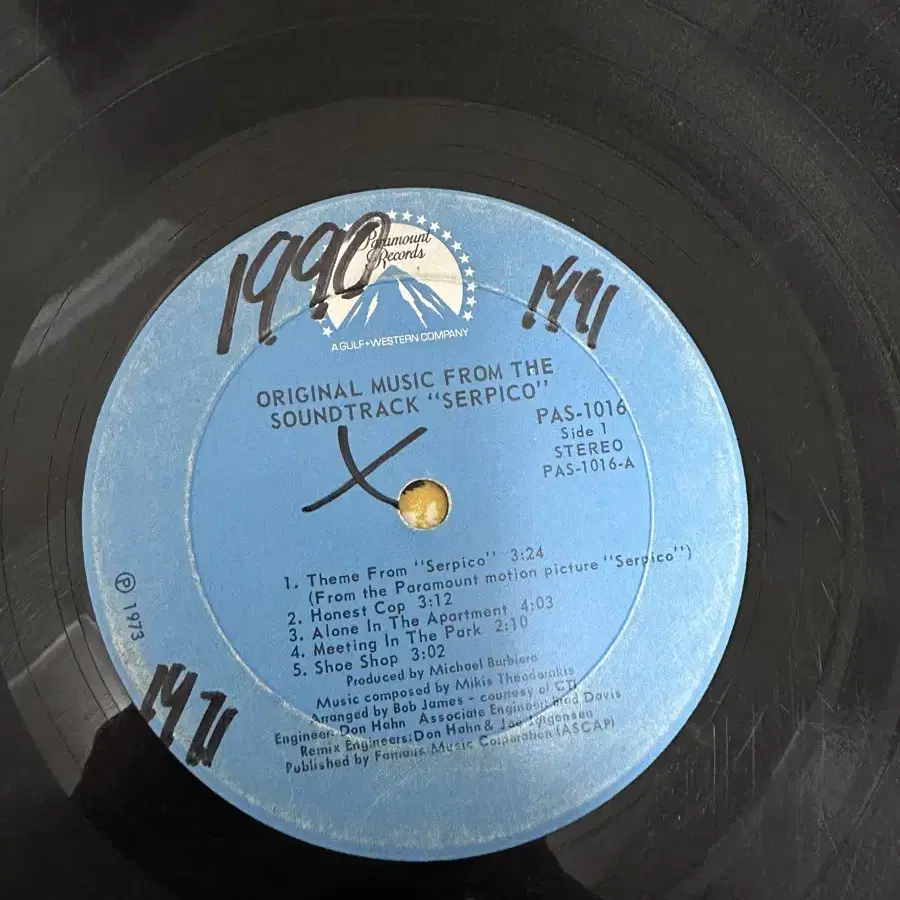 1990
Paramount
Records
A GULF+WESTERN COMPANY
1991
ORIGINAL MUSIC FROM THE
SOUNDTRACK "SERPICO"
PAS-1016
Side 1
STEREO
PAS-1016-A
X
1. Theme From "Serpico" 3:24
(From the Paramount motion picture "Serpico")
2. Honest Cop 3:12
3. Alone In The Apartment 4:03
4. Meeting In The Park 2:10
5. Shoe Shop 3:02
Produced by Michael Barbiero
Music composed by Mikis Theodorakis
Arranged by Bob James - courtesy of CTI
Engineer: Don Hahn Associate Engineer: Blad Davis
Remix Engineers: Don Hahn & Joe Jorgensen
Published by Famous Music Corporation (ASCAP)
℗ 1973